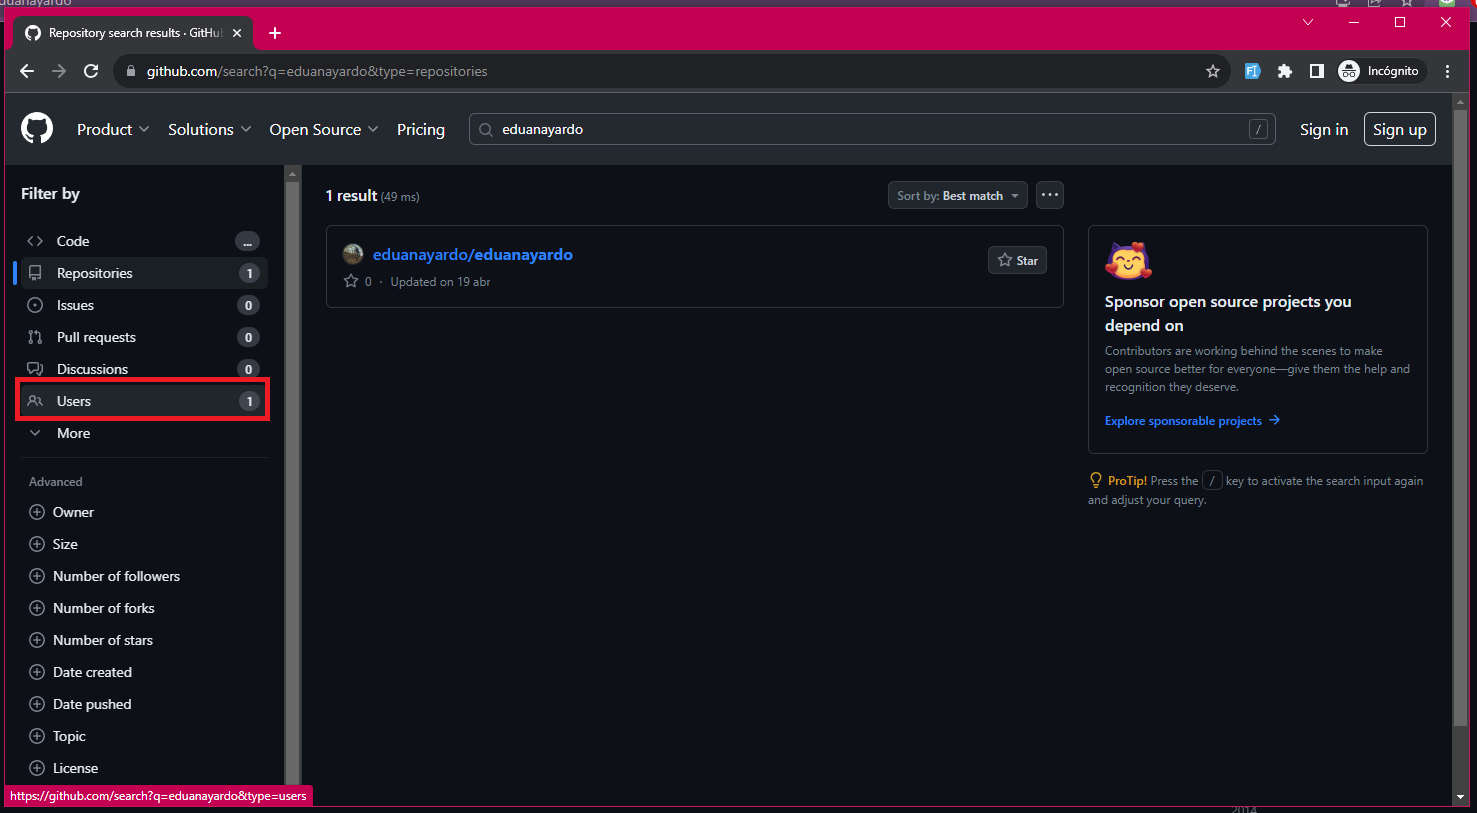 duanayardo
Repository search results · GitHu
github.com/search?q=eduanayardo&type=repositories
Incógnito
Product
Solutions
Open Source
Pricing
eduanayardo
/
Sign in
Sign up
Filter by
Code
...
Repositories
1
Issues
0
Pull requests
0
Discussions
0
Users
1
More
Advanced
Owner
Size
Number of followers
Number of forks
Number of stars
Date created
Date pushed
Topic
License
https://github.com/search?q=eduanayardo&type=users
1 result (49 ms)
Sort by: Best match
eduanayardo/eduanayardo
Star
0 · Updated on 19 abr
Sponsor open source projects you
depend on
Contributors are working behind the scenes to make
open source better for everyone—give them the help and
recognition they deserve.
Explore sponsorable projects →
ProTip! Press the / key to activate the search input again
and adjust your query.
2014